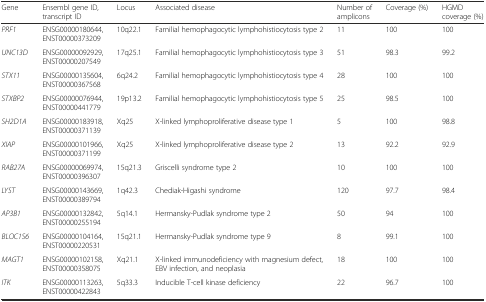 Gene Ensembl gene ID, transcript ID Locus Associated disease Number of amplicons Coverage (%) HGMD coverage (%)
PRF1 ENSG00000180644, ENST00000373209 10q22.1 Familial hemophagocytic lymphohistiocytosis type 2 11 100 100
UNC13D ENSG00000092929, ENST00000207549 17q25.1 Familial hemophagocytic lymphohistiocytosis type 3 51 98.3 99.2
STX11 ENSG00000135604, ENST00000367568 6q24.2 Familial hemophagocytic lymphohistiocytosis type 4 28 100 100
STXBP2 ENSG00000076944, ENST00000441779 19p13.2 Familial hemophagocytic lymphohistiocytosis type 5 25 98.5 100
SH2D1A ENSG00000183918, ENST00000371139 Xq25 X-linked lymphoproliferative disease type 1 5 100 98.8
XIAP ENSG00000101966, ENST00000371199 Xq25 X-linked lymphoproliferative disease type 2 13 92.2 92.9
RAB27A ENSG00000069974, ENST00000396307 15q21.3 Griscelli syndrome type 2 10 100 100
LYST ENSG00000143669, ENST00000389794 1q42.3 Chediak-Higashi syndrome 120 97.7 98.4
AP3B1 ENSG00000132842, ENST00000255194 5q14.1 Hermansky-Pudlak syndrome type 2 50 94 100
BLOC1S6 ENSG00000104164, ENST00000220531 15q21.1 Hermansky-Pudlak syndrome type 9 8 99.1 100
MAGT1 ENSG00000102158, ENST00000358075 Xq21.1 X-linked immunodeficiency with magnesium defect, EBV infection, and neoplasia 18 100 100
ITK ENSG00000113263, ENST00000422843 5q33.3 Inducible T-cell kinase deficiency 22 96.7 100